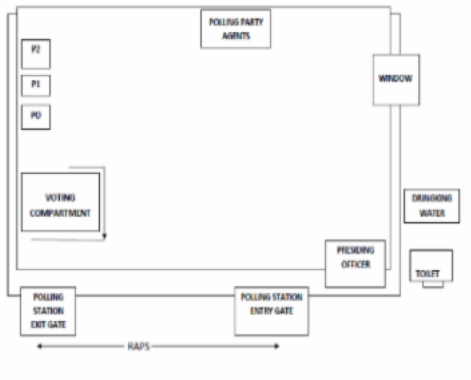 POLLING PARTY
AGENTS
P2
WINDOW
P1
PO
VOTING
COMPARTMENT
DRINGKING
WATER
PRESIDING
OFFICER
TOILET
POLLING
STATION
EXIT GATE
POLLING STATION
ENTRY GATE
RAPS